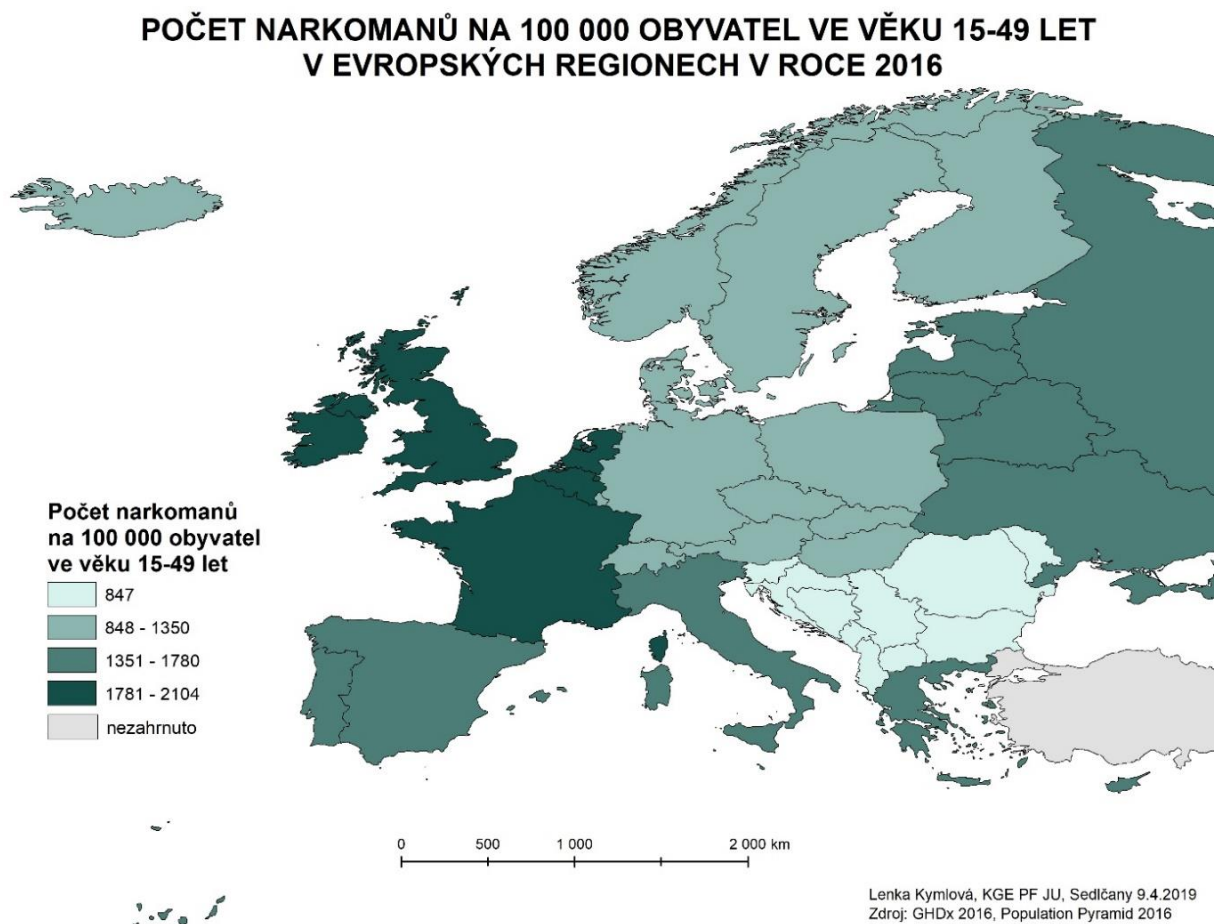 POČET NARKOMANŮ NA 100 000 OBYVATEL VE VĚKU 15-49 LET
V EVROPSKÝCH REGIONECH V ROCE 2016
Počet narkomanů
na 100 000 obyvatel
ve věku 15-49 let
847
848 - 1350
1351 - 1780
1781 - 2104
nezahrnuto
0 500 1 000 2 000 km
Lenka Kymlová, KGE PF JU, Sedlčany 9.4.2019
Zdroj: GHDx 2016, Population Pyramid 2016